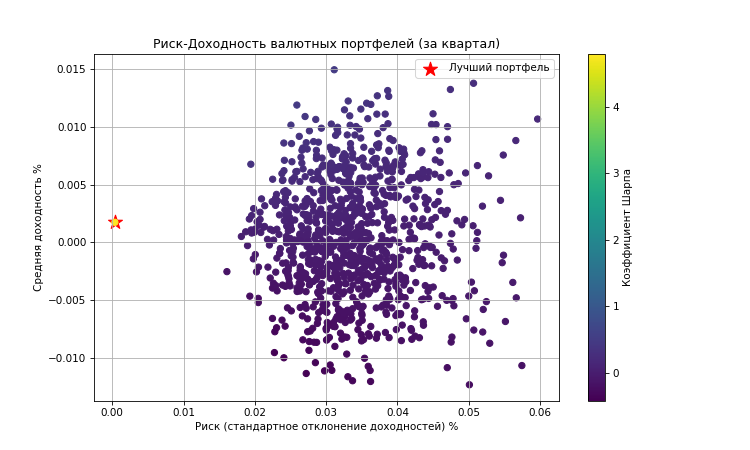 Риск-Доходность валютных портфелей (за квартал)
Лучший портфель
Средняя доходность %
0.015
0.010
0.005
0.000
−0.005
−0.010
0.00 0.01 0.02 0.03 0.04 0.05 0.06
Риск (стандартное отклонение доходностей) %
4
3
2
1
0
Коэффициент Шарпа